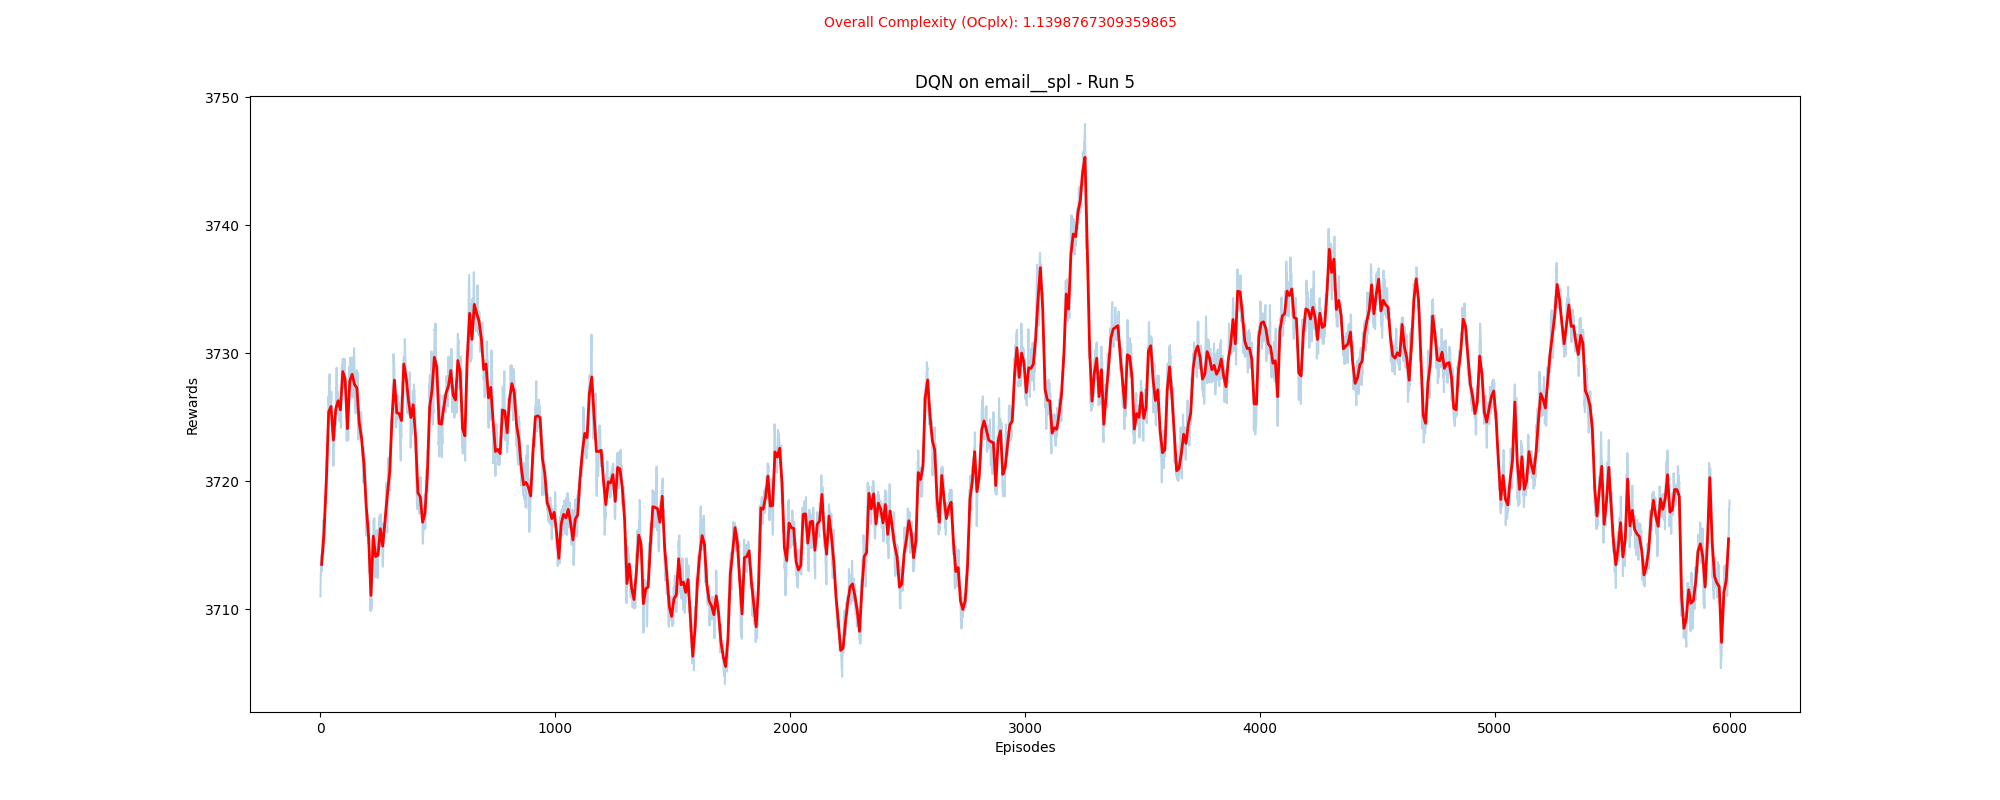 Overall Complexity (OCplx): 1.1398767309359865
DQN on email__spl - Run 5
3750
3740
3730
3720
3710
Rewards
0 1000 2000 3000 4000 5000 6000
Episodes